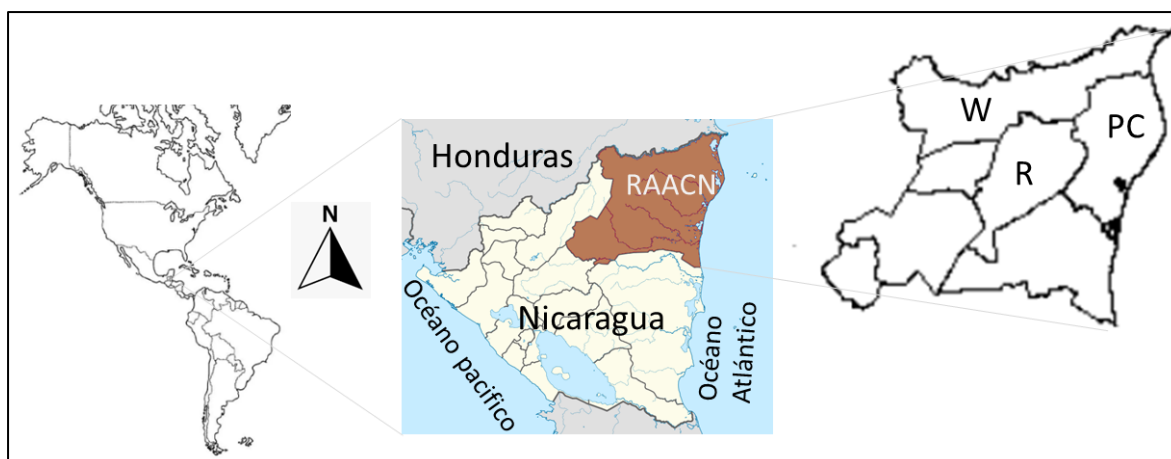 N
Honduras
RAACN
Nicaragua
Océano pacifico
Océano
Atlántico
W
PC
R